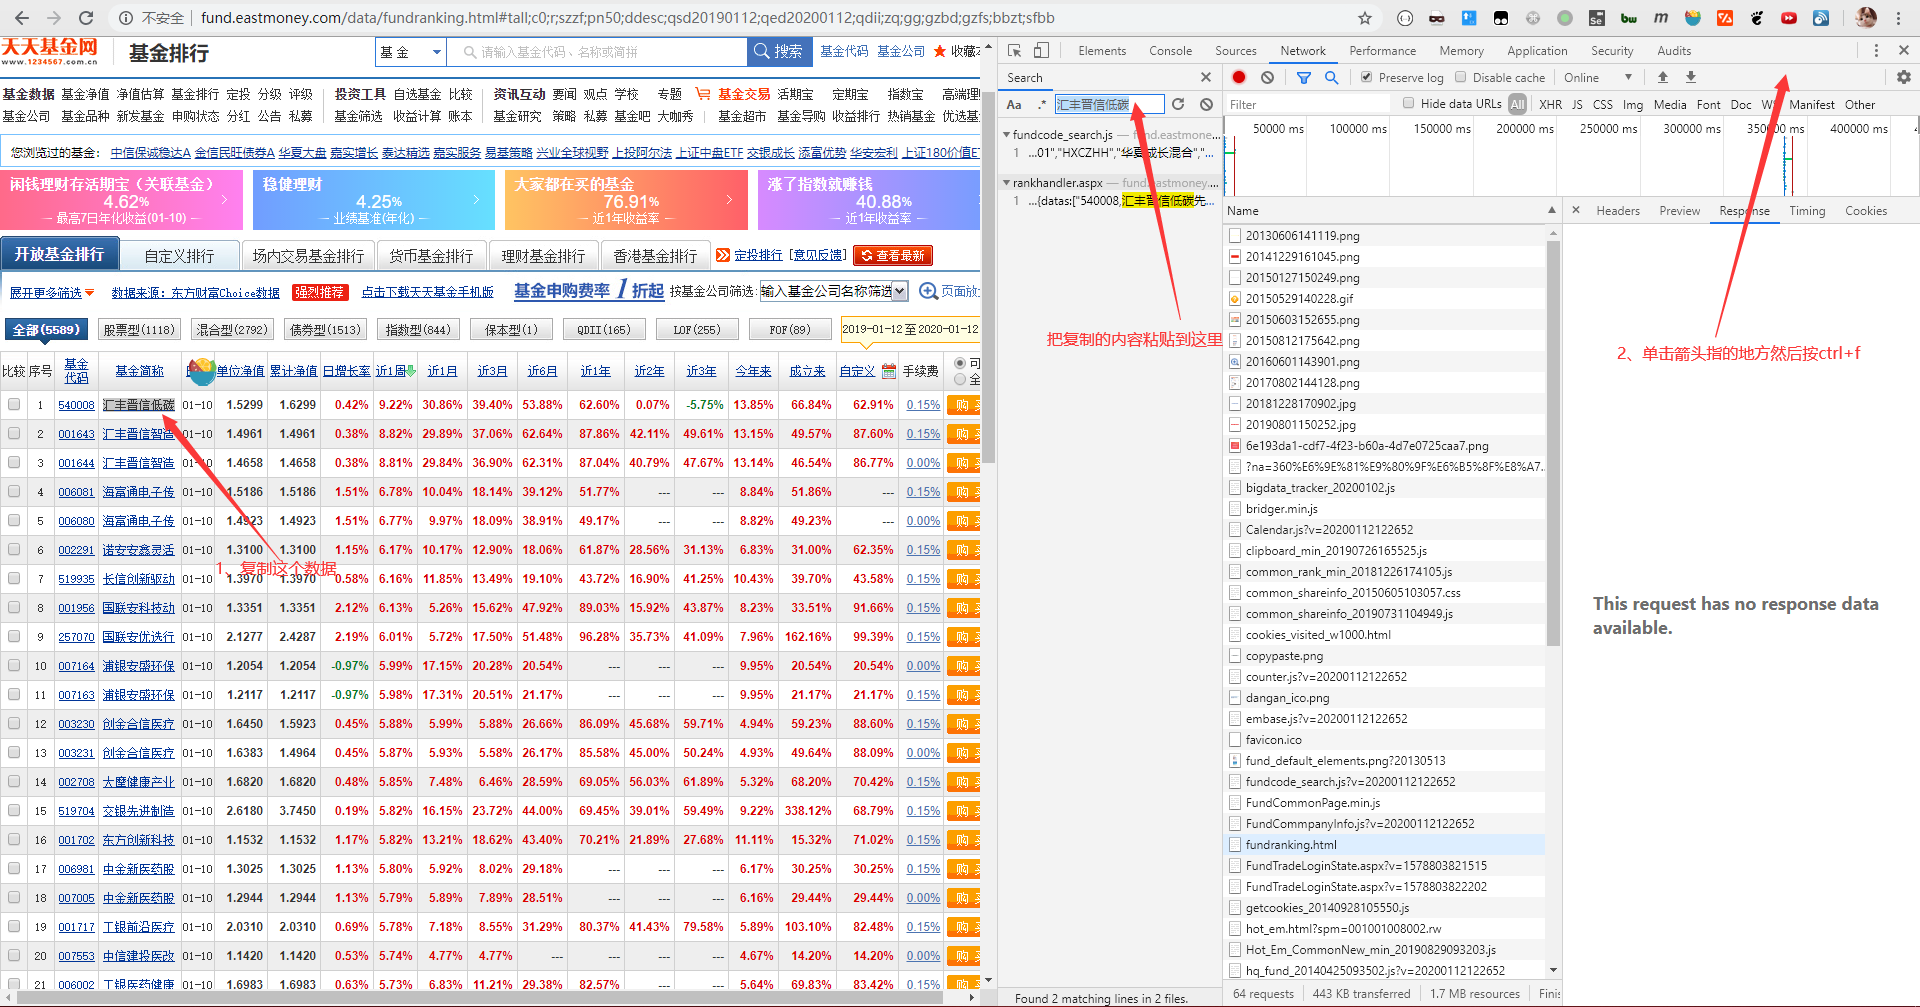 不安全 fund.eastmoney.com/data/fundranking.html#tall;c0;r;szzf;pn50;ddesc;qsd20190112;qed20200112;qdii;zq;gg;gzbd;gzfs;bbzt;sfbb
天天基金网
www.1234567.com.cn
基金排行
基 金
请输入基金代码、名称或简拼
搜索
基金代码 基金公司 收藏
基金数据 基金净值 净值估算 基金排行 定投 分级 评级
投资工具 自选基金 比较
资讯互动 要闻 观点 学校 专题
基金交易 活期宝 定期宝 指数宝 高端理
基金公司 基金品种 新发基金 申购状态 分红 公告 私募
基金筛选 收益计算 账本
基金研究 策略 私募 基金吧 大咖秀
基金超市 基金导购 收益排行 热销基金 优选基
您浏览过的基金： 中信保诚稳达A 金信民旺债券A 华夏大盘 嘉实增长 泰达精选 嘉实服务 易基策略 兴业全球视野 上投阿尔法 上证中盘ETF 交银成长 添富优势 华安宏利 上证180价值E
闲钱理财存活期宝（关联基金）
4.62%
最高7日年化收益(01-10)
稳健理财
4.25%
业绩基准(年化)
大家都在买的基金
76.91%
近1年收益率
涨了指数就赚钱
40.88%
近1年收益率
开放基金排行 自定义排行 场内交易基金排行 货币基金排行 理财基金排行 香港基金排行 定投排行 [意见反馈] 查看最新
展开更多筛选 数据来源：东方财富Choice数据 强烈推荐 点击下载天天基金手机版 基金申购费率1折起 按基金公司筛选: 输入基金公司名称筛选 页面放
全部(5589) 股票型(1118) 混合型(2792) 债券型(1513) 指数型(844) 保本型(1) QDII(165) LOF(255) FOF(89) 2019-01-12 至 2020-01-12
比较 序号 基金代码 基金简称 单位净值 累计净值 日增长率 近1周 近1月 近3月 近6月 近1年 近2年 近3年 今年来 成立来 自定义 手续费 可 全
1 540008 汇丰晋信低碳 01-10 1.5299 1.6299 0.42% 9.22% 30.86% 39.40% 53.88% 62.60% 0.07% -5.75% 13.85% 66.84% 62.91% 0.15% 购
2 001643 汇丰晋信智造 01-10 1.4961 1.4961 0.38% 8.82% 29.89% 37.06% 62.64% 87.86% 42.11% 49.61% 13.15% 49.57% 87.60% 0.15% 购
3 001644 汇丰晋信智造 01-10 1.4658 1.4658 0.38% 8.81% 29.84% 36.90% 62.31% 87.04% 40.79% 47.67% 13.14% 46.54% 86.77% 0.00% 购
4 006081 海富通电子传 01-10 1.5186 1.5186 1.51% 6.78% 10.04% 18.14% 39.12% 51.77% --- --- 8.84% 51.86% --- 0.15% 购
5 006080 海富通电子传 01-10 1.4923 1.4923 1.51% 6.77% 9.97% 18.09% 38.91% 49.17% --- --- 8.82% 49.23% --- 0.00% 购
6 002291 诺安安鑫灵活 01-10 1.3100 1.3100 1.15% 6.17% 10.17% 12.90% 18.06% 61.87% 28.56% 31.13% 6.83% 31.00% 62.35% 0.15% 购
1、复制这个数据
7 519935 长信创新驱动 01-10 1.3970 1.3970 0.58% 6.16% 11.85% 13.49% 19.10% 43.72% 16.90% 41.25% 10.43% 39.70% 43.58% 0.15% 购
8 001956 国联安科技动 01-10 1.3351 1.3351 2.12% 6.13% 5.26% 15.62% 47.92% 89.03% 15.92% 43.87% 8.23% 33.51% 91.66% 0.15% 购
9 257070 国联安优选行 01-10 2.1277 2.4287 2.19% 6.01% 5.72% 17.50% 51.48% 96.28% 35.73% 41.09% 7.96% 162.16% 99.39% 0.15% 购
10 007164 浦银安盛环保 01-10 1.2054 1.2054 -0.97% 5.99% 17.15% 20.28% 20.54% --- --- --- 9.95% 20.54% 20.54% 0.00% 购
11 007163 浦银安盛环保 01-10 1.2117 1.2117 -0.97% 5.98% 17.31% 20.51% 21.17% --- --- --- 9.95% 21.17% 21.17% 0.15% 购
12 003230 创金合信医疗 01-10 1.6450 1.5923 0.45% 5.88% 5.99% 5.88% 26.66% 86.09% 45.68% 59.71% 4.94% 59.23% 88.60% 0.15% 购
13 003231 创金合信医疗 01-10 1.6383 1.4964 0.45% 5.87% 5.93% 5.58% 26.17% 85.58% 45.00% 50.24% 4.93% 49.64% 88.09% 0.00% 购
14 002708 大摩健康产业 01-10 1.6820 1.6820 0.48% 5.85% 7.48% 6.46% 28.59% 69.05% 56.03% 61.89% 5.32% 68.20% 70.42% 0.15% 购
15 519704 交银先进制造 01-10 2.6180 3.7450 0.19% 5.82% 16.15% 23.72% 44.00% 69.45% 39.01% 59.49% 9.22% 338.12% 68.79% 0.15% 购
16 001702 东方创新科技 01-10 1.1532 1.1532 1.17% 5.82% 13.21% 18.62% 43.40% 70.21% 21.89% 27.68% 11.11% 15.32% 71.02% 0.15% 购
17 006981 中金新医药股 01-10 1.3025 1.3025 1.13% 5.80% 5.92% 8.02% 29.18% --- --- --- 6.17% 30.25% 30.25% 0.15% 购
18 007005 中金新医药股 01-10 1.2944 1.2944 1.13% 5.79% 5.89% 7.89% 28.51% --- --- --- 6.16% 29.44% 29.44% 0.00% 购
19 001717 工银前沿医疗 01-10 2.0310 2.0310 0.69% 5.78% 7.18% 8.55% 31.29% 80.37% 41.43% 79.58% 5.89% 103.10% 82.48% 0.15% 购
20 007553 中信建投医改 01-10 1.1420 1.1420 0.53% 5.74% 4.77% 4.77% --- --- --- --- 4.67% 14.20% 14.20% 0.00% 购
21 006002 工银医药健康 01-10 1.6983 1.6983 0.63% 5.73% 6.83% 11.21% 29.38% 82.57% --- --- 5.64% 69.83% 83.42% 0.15% 购
Elements Console Sources Network Performance Memory Application Security Audits
Search
Aa .* 汇丰晋信低碳
fundcode_search.js — fund.eastmone...
1 ...01","HXCZHH","华夏成长混合","...
rankhandler.aspx — fund.eastmoney....
1 ...{datas:["540008,汇丰晋信低碳先...
把复制的内容粘贴到这里
Found 2 matching lines in 2 files.
Preserve log Disable cache Online
Filter Hide data URLs All XHR JS CSS Img Media Font Doc WS Manifest Other
50000 ms 100000 ms 150000 ms 200000 ms 250000 ms 300000 ms 350000 ms 400000 ms
Name
20130606141119.png
20141229161045.png
20150127150249.png
20150529140228.gif
20150603152655.png
20150812175642.png
20160601143901.png
20170802144128.png
20181228170902.jpg
20190801150252.jpg
6e193da1-cdf7-4f23-b60a-4d7e0725caa7.png
?na=360%E6%9E%81%E9%80%9F%E6%B5%8F%E8%A7...
bigdata_tracker_20200102.js
bridger.min.js
Calendar.js?v=20200112122652
clipboard_min_20190726165525.js
common_rank_min_20181226174105.js
common_shareinfo_20150605103057.css
common_shareinfo_20190731104949.js
cookies_visited_w1000.html
copypaste.png
counter.js?v=20200112122652
dangan_ico.png
embase.js?v=20200112122652
favicon.ico
fund_default_elements.png?20130513
fundcode_search.js?v=20200112122652
FundCommonPage.min.js
FundCommpanyInfo.js?v=20200112122652
fundranking.html
FundTradeLoginState.aspx?v=1578803821515
FundTradeLoginState.aspx?v=1578803822202
getcookies_20140928105550.js
hot_em.html?spm=001001008002.rw
Hot_Em_CommonNew_min_20190829093203.js
hq_fund_20140425093502.js?v=20200112122652
64 requests 443 KB transferred 1.7 MB resources Finis
Headers Preview Response Timing Cookies
2、单击箭头指的地方然后按ctrl+f
This request has no response data
available.